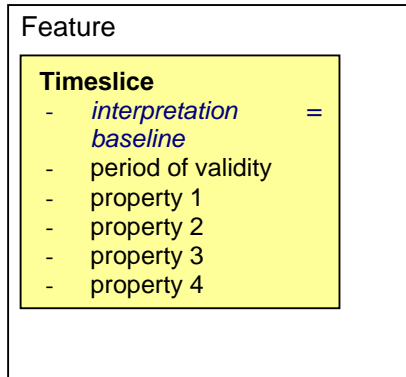 Feature
Timeslice
- interpretation =
baseline
- period of validity
- property 1
- property 2
- property 3
- property 4